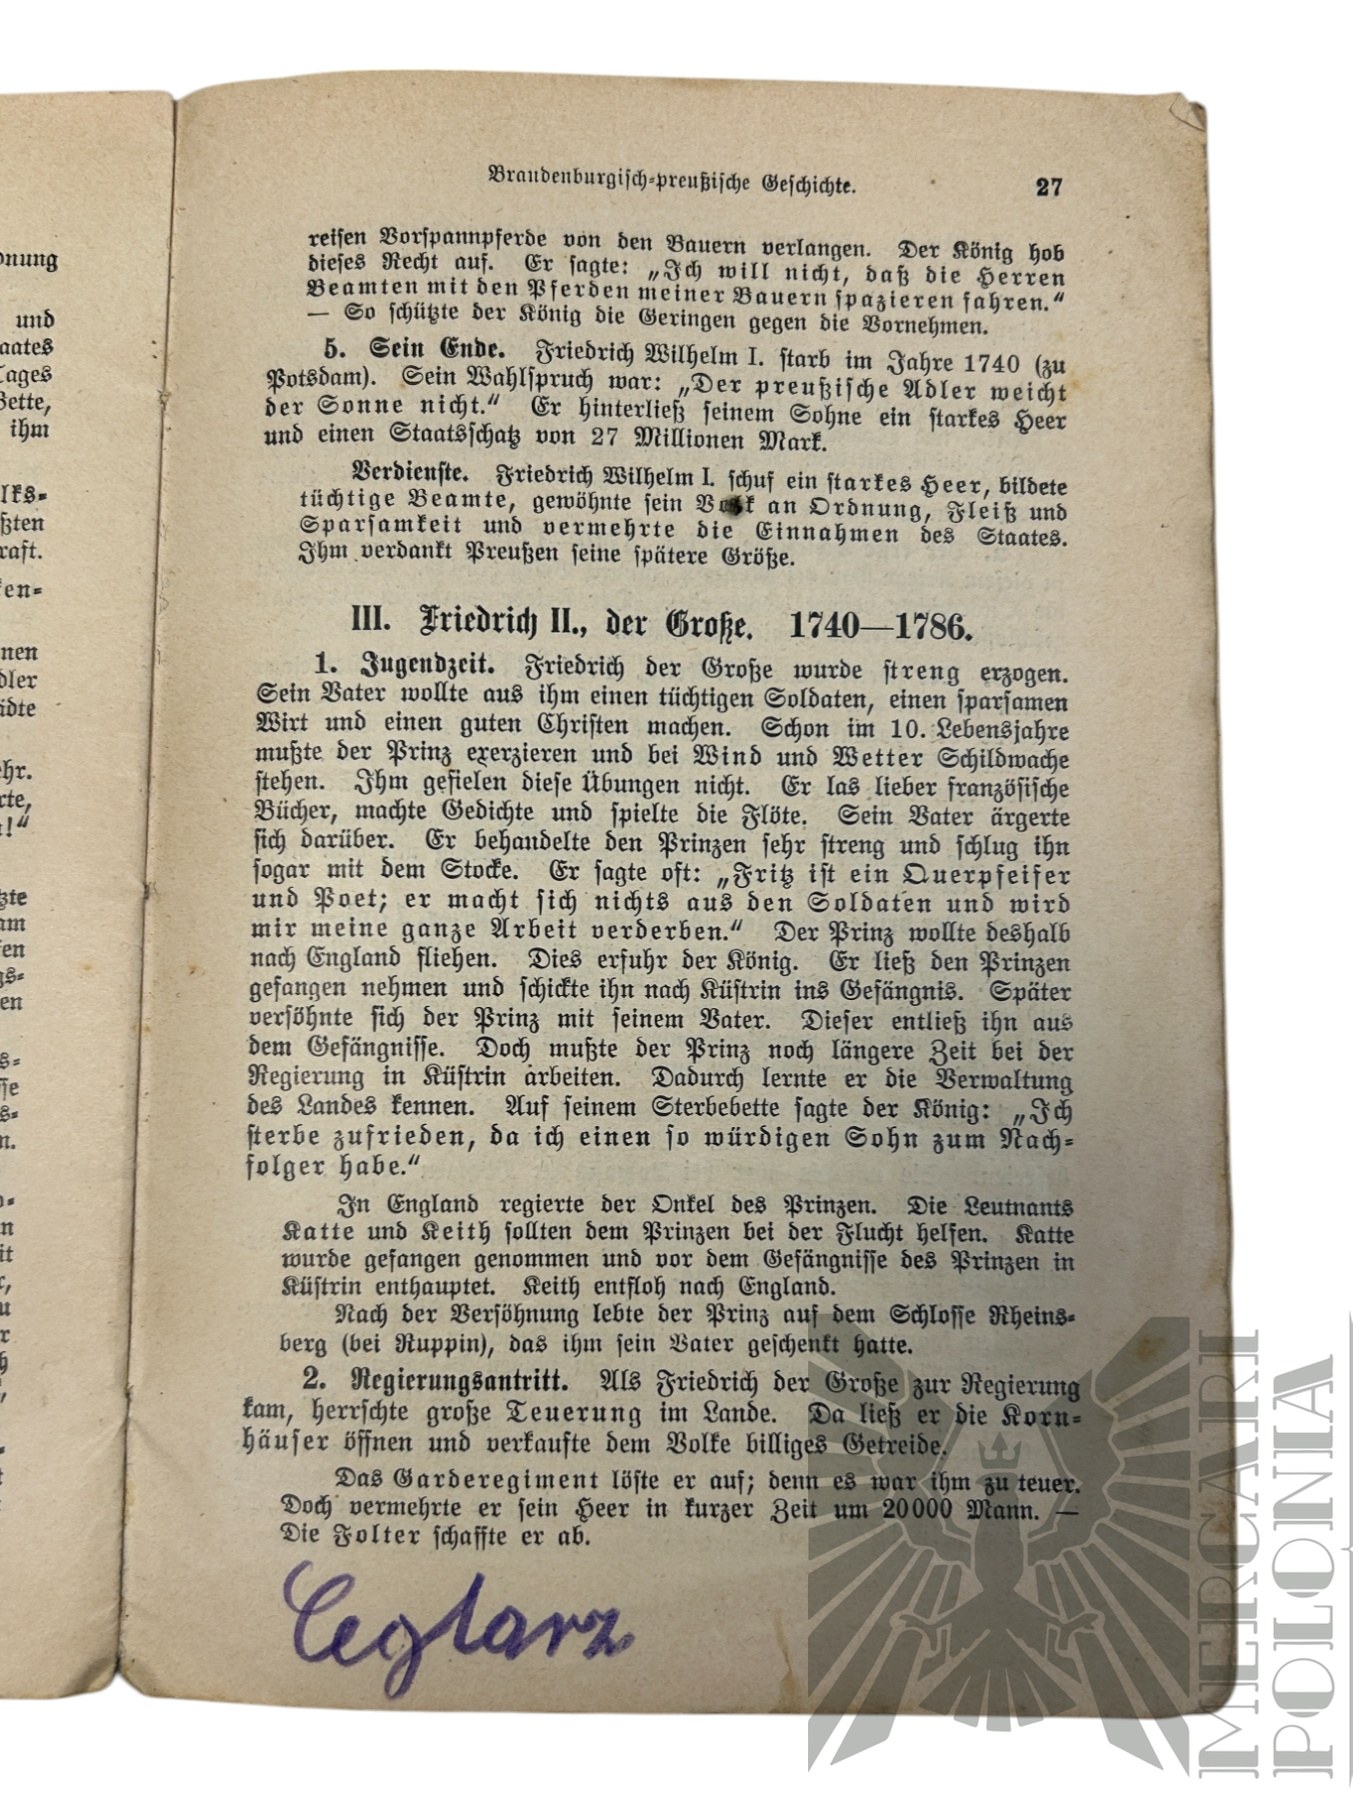 Brandenburgisch-preußische Geschichte. 27
reisen Vorspannpferde von den Bauern verlangen. Der König hob
dieses Recht auf. Er sagte: „Ich will nicht, daß die Herren
Beamten mit den Pferden meiner Bauern spazieren fahren.“
— So schützte der König die Geringen gegen die Vornehmen.
5. Sein Ende. Friedrich Wilhelm I. starb im Jahre 1740 (zu
Potsdam). Sein Wahlspruch war: „Der preußische Adler weicht
der Sonne nicht.“ Er hinterließ seinem Sohne ein starkes Heer
und einen Staatsschatz von 27 Millionen Mark.
Verdienste. Friedrich Wilhelm I. schuf ein starkes Heer, bildete
tüchtige Beamte, gewöhnte sein Volk an Ordnung, Fleiß und
Sparsamkeit und vermehrte die Einnahmen des Staates.
Ihm verdankt Preußen seine spätere Größe.
III. Friedrich II., der Große. 1740—1786.
1. Jugendzeit. Friedrich der Große wurde streng erzogen.
Sein Vater wollte aus ihm einen tüchtigen Soldaten, einen sparsamen
Wirt und einen guten Christen machen. Schon im 10. Lebensjahre
mußte der Prinz exerzieren und bei Wind und Wetter Schildwache
stehen. Ihm gefielen diese Übungen nicht. Er las lieber französische
Bücher, machte Gedichte und spielte die Flöte. Sein Vater ärgerte
sich darüber. Er behandelte den Prinzen sehr streng und schlug ihn
sogar mit dem Stocke. Er sagte oft: „Fritz ist ein Querpfeifer
und Poet; er macht sich nichts aus den Soldaten und wird
mir meine ganze Arbeit verderben.“ Der Prinz wollte deshalb
nach England fliehen. Dies erfuhr der König. Er ließ den Prinzen
gefangen nehmen und schickte ihn nach Küstrin ins Gefängnis. Später
versöhnte sich der Prinz mit seinem Vater. Dieser entließ ihn aus
dem Gefängnisse. Doch mußte der Prinz noch längere Zeit bei der
Regierung in Küstrin arbeiten. Dadurch lernte er die Verwaltung
des Landes kennen. Auf seinem Sterbebette sagte der König: „Ich
sterbe zufrieden, da ich einen so würdigen Sohn zum Nach-
folger habe.“
In England regierte der Onkel des Prinzen. Die Leutnants
Katte und Keith sollten dem Prinzen bei der Flucht helfen. Katte
wurde gefangen genommen und vor dem Gefängnisse des Prinzen in
Küstrin enthauptet. Keith entfloh nach England.
Nach der Versöhnung lebte der Prinz auf dem Schlosse Rheins-
berg (bei Ruppin), das ihm sein Vater geschenkt hatte.
2. Regierungsantritt. Als Friedrich der Große zur Regierung
kam, herrschte große Teuerung im Lande. Da ließ er die Korn-
häuser öffnen und verkaufte dem Volke billiges Getreide.
Das Garderegiment löste er auf; denn es war ihm zu teuer.
Doch vermehrte er sein Heer in kurzer Zeit um 20000 Mann. —
Die Folter schaffte er ab.
Ceglarz
MERCARI
POLONIA